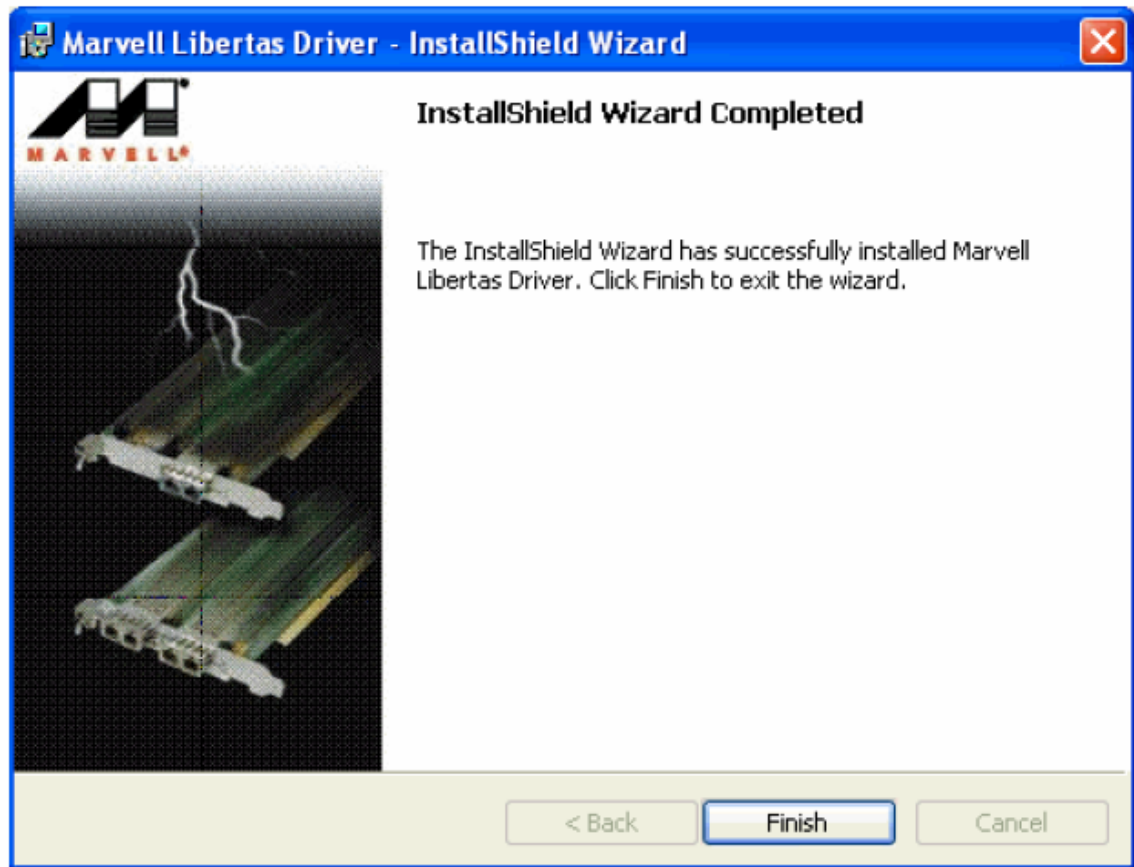 Marvell Libertas Driver - InstallShield Wizard
MARVELL®
InstallShield Wizard Completed
The InstallShield Wizard has successfully installed Marvell
Libertas Driver. Click Finish to exit the wizard.
< Back
Finish
Cancel